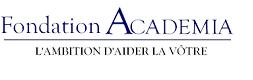 Fondation ACADEMIA
L'AMBITION D'AIDER LA VÔTRE